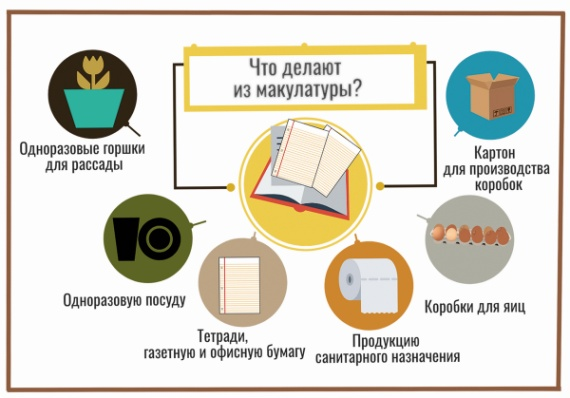 Что делают
из макулатуры?
Одноразовые горшки
для рассады
Картон
для производства
коробок
Одноразовую посуду
Тетради,
газетную и офисную бумагу
Продукцию
санитарного назначения
Коробки для яиц